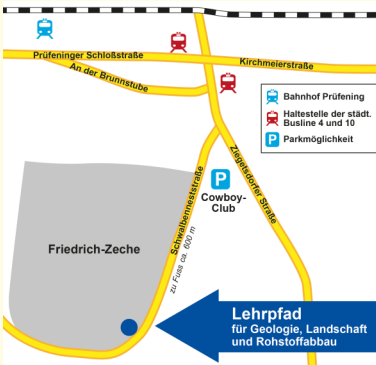 Prüfeninger Schloßstraße
Kirchmeierstraße
An der Brunnstube
Bahnhof Prüfening
Haltestelle der städt.
Busline 4 und 10
P Parkmöglichkeit
Ziegetsdorfer Straße
P
Cowboy-
Club
Schwalbenneststraße
zu Fuss ca. 600 m
Friedrich-Zeche
Lehrpfad
für Geologie, Landschaft
und Rohstoffabbau